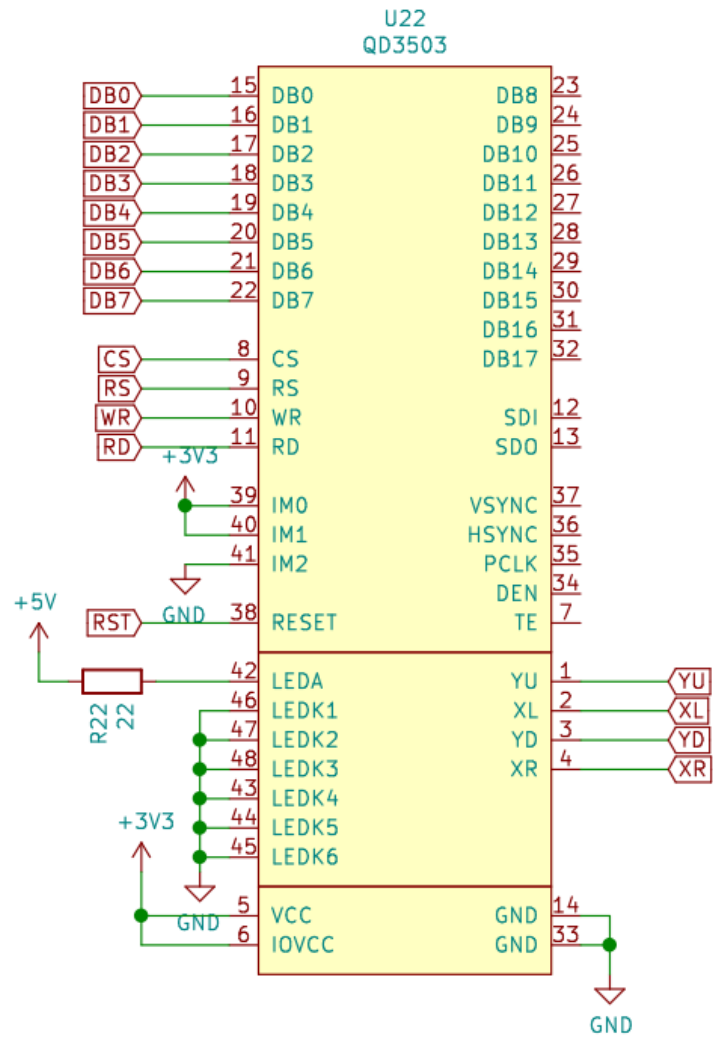 U22
QD3503
DB0 15 DB0 DB8 23
DB1 16 DB1 DB9 24
DB2 17 DB2 DB10 25
DB3 18 DB3 DB11 26
DB4 19 DB4 DB12 27
DB5 20 DB5 DB13 28
DB6 21 DB6 DB14 29
DB7 22 DB7 DB15 30
DB16 31
CS 8 CS DB17 32
RS 9 RS
WR 10 WR SDI 12
RD 11 RD SDO 13
+3V3
39 IM0 VSYNC 37
40 IM1 HSYNC 36
41 IM2 PCLK 35
DEN 34
GND
RST 38 RESET TE 7
+5V
R22
22
42 LEDA YU 1 YU
46 LEDK1 XL 2 XL
47 LEDK2 YD 3 YD
48 LEDK3 XR 4 XR
43 LEDK4
44 LEDK5
45 LEDK6
+3V3
GND
5 VCC GND 14
6 IOVCC GND 33
GND